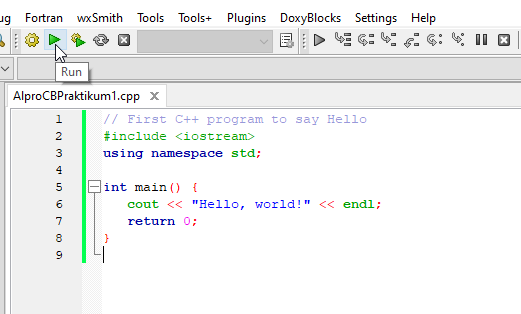 ug Fortran wxSmith Tools Tools+ Plugins DoxyBlocks Settings Help
Run
AlproCBPraktikum1.cpp X
1 // First C++ program to say Hello
2 #include <iostream>
3 using namespace std;
4
5 int main() {
6 cout << "Hello, world!" << endl;
7 return 0;
8 }
9